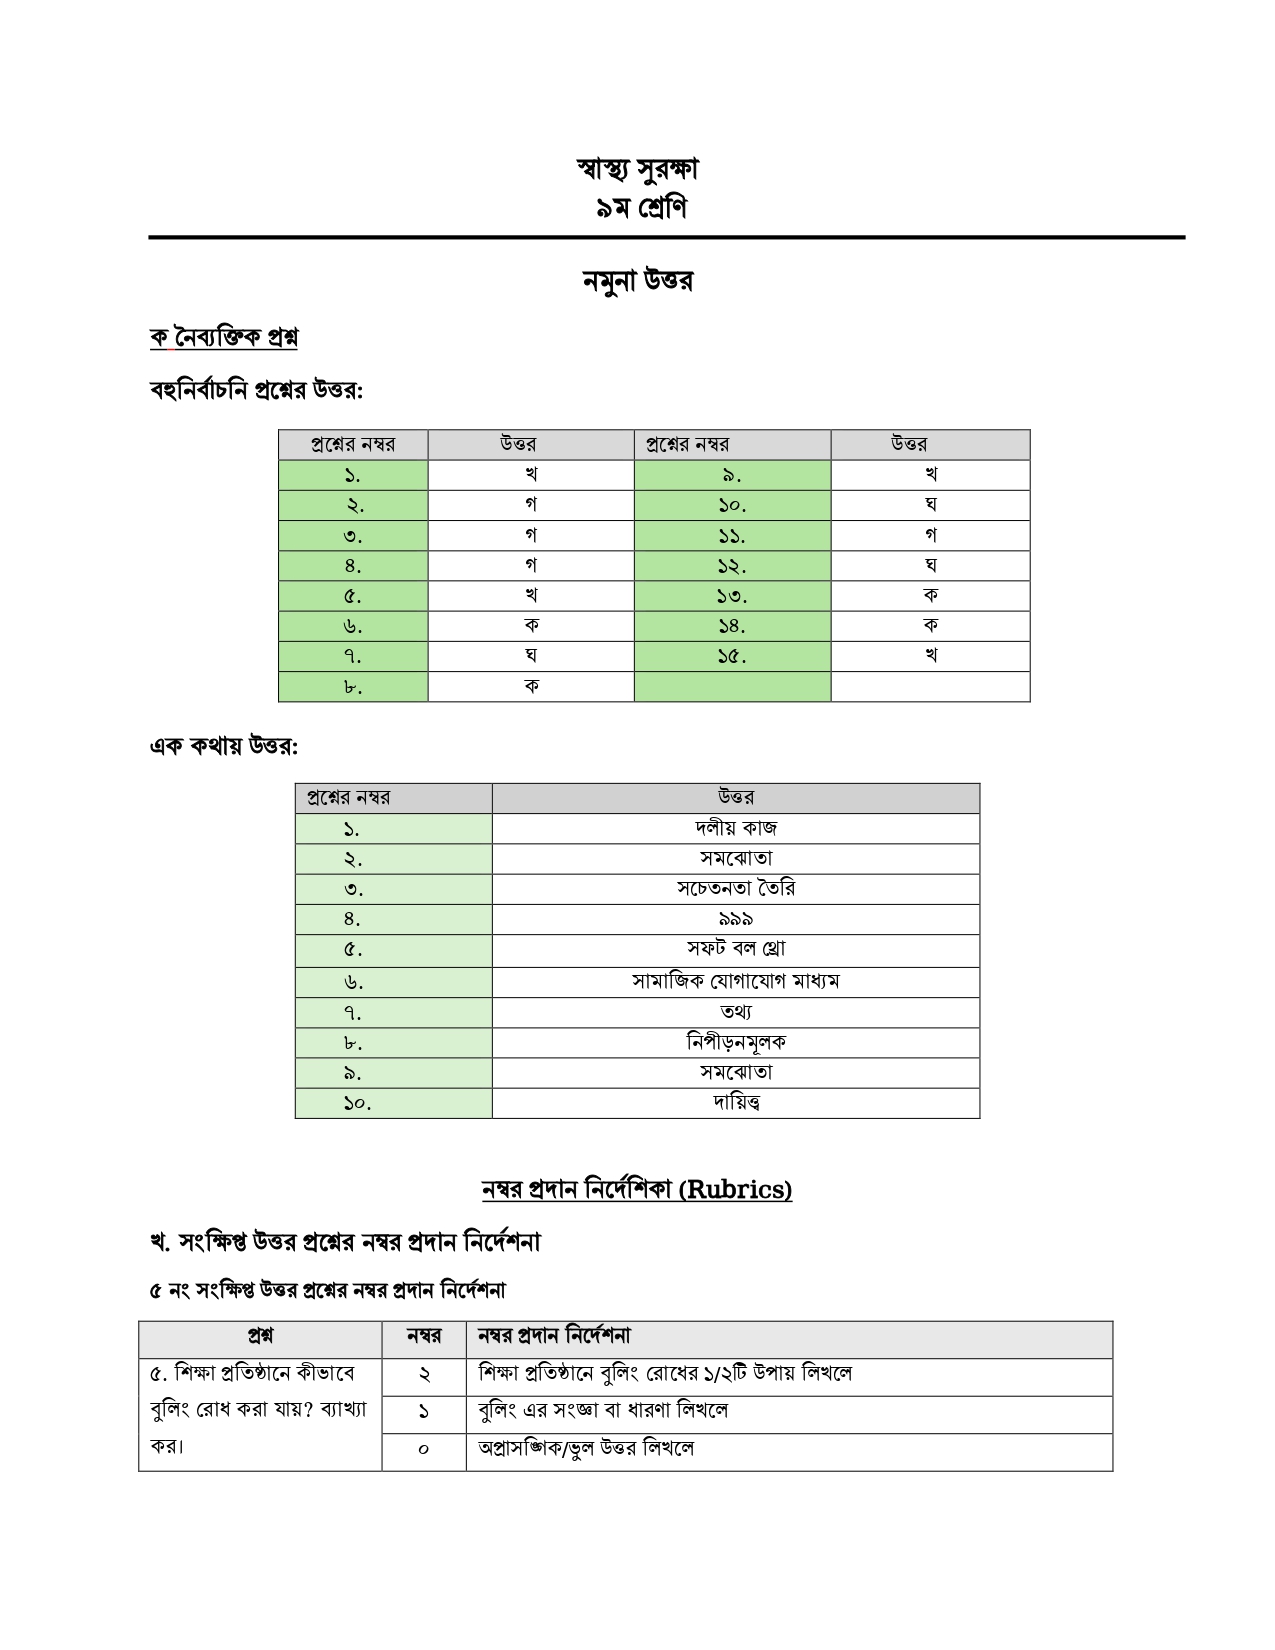 স্বাস্থ্য সুরক্ষা
৯ম শ্রেণি
নমুনা উত্তর
ক নৈব্যক্তিক প্রশ্ন
বহুনির্বাচনি প্রশ্নের উত্তর:
প্রশ্নের নম্বর উত্তর প্রশ্নের নম্বর উত্তর
১. খ ৯. খ
২. গ ১০. ঘ
৩. গ ১১. গ
৪. গ ১২. ঘ
৫. খ ১৩. ক
৬. ক ১৪. ক
৭. ঘ ১৫. খ
৮. ক
এক কথায় উত্তর:
প্রশ্নের নম্বর উত্তর
১. দলীয় কাজ
২. সমঝোতা
৩. সচেতনতা তৈরি
৪. ৯৯৯
৫. সফট বল থ্রো
৬. সামাজিক যোগাযোগ মাধ্যম
৭. তথ্য
৮. নিপীড়নমূলক
৯. সমঝোতা
১০. দায়িত্ত্ব
নম্বর প্রদান নির্দেশিকা (Rubrics)
খ. সংক্ষিপ্ত উত্তর প্রশ্নের নম্বর প্রদান নির্দেশনা
৫ নং সংক্ষিপ্ত উত্তর প্রশ্নের নম্বর প্রদান নির্দেশনা
প্রশ্ন নম্বর নম্বর প্রদান নির্দেশনা
৫. শিক্ষা প্রতিষ্ঠানে কীভাবে ২ শিক্ষা প্রতিষ্ঠানে বুলিং রোধের ১/২টি উপায় লিখলে
বুলিং রোধ করা যায়? ব্যাখ্যা ১ বুলিং এর সংজ্ঞা বা ধারণা লিখলে
কর। ০ অপ্রাসঙ্গিক/ভুল উত্তর লিখলে